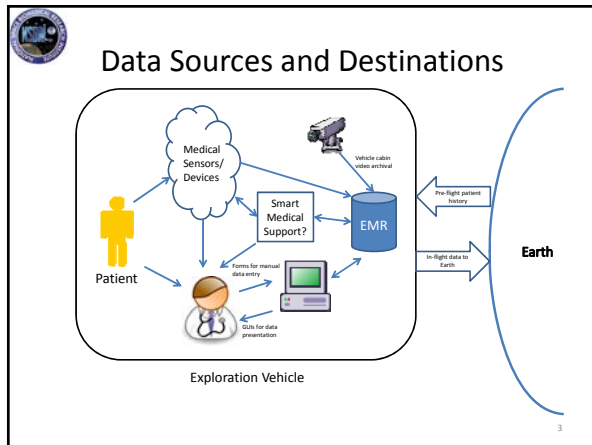 Data Sources and Destinations
Medical
Sensors/
Devices
Vehicle cabin
video archival
Smart
Medical
Support?
EMR
Pre-flight patient
history
In-flight data to
Earth
Earth
Patient
Forms for manual
data entry
GUIs for data
presentation
Exploration Vehicle
3